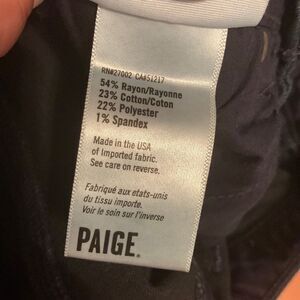 RN#27002 CA#51217
54% Rayon/Rayonne
23% Cotton/Coton
22% Polyester
1% Spandex
Made in the USA
of Imported fabric.
See care on reverse.
Fabriqué aux etats-unis
du tissu importe.
Voir le soin sur l'inverse
PAIGE.